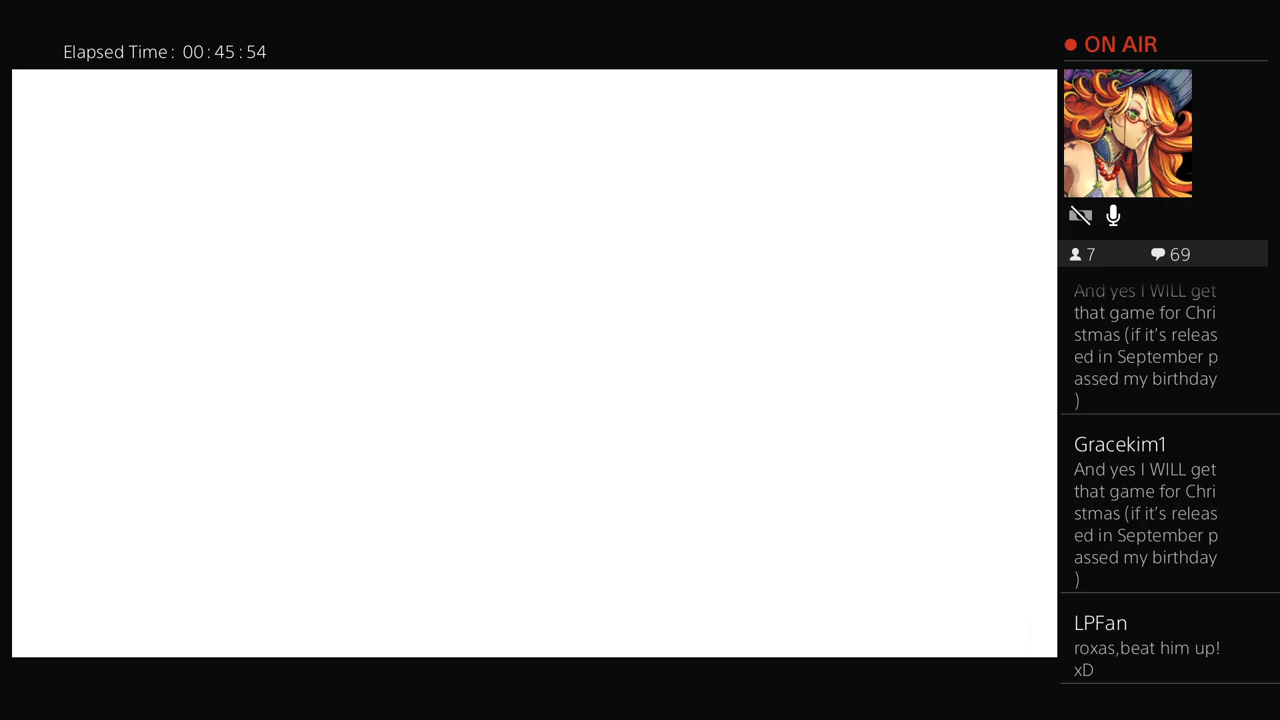 Elapsed Time: 00:45:54
ON AIR
7
69
And yes I WILL get
that game for Chri
stmas (if it's releas
ed in September p
assed my birthday
)
Gracekim1
And yes I WILL get
that game for Chri
stmas (if it's releas
ed in September p
assed my birthday
)
LPFan
roxas,beat him up!
xD